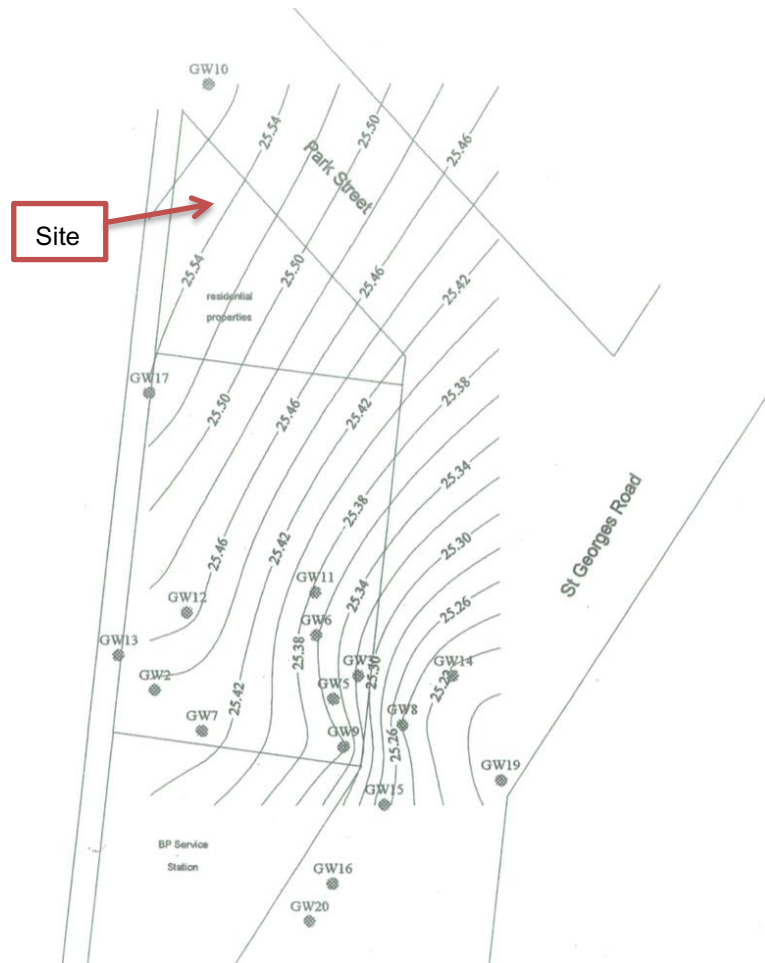 GW10
25.54
25.50
25.46
Park Street
Site
25.54
25.50
25.46
25.42
residential
properties
GW17
25.50
25.46
25.42
25.38
25.34
25.38
25.30
St Georges Road
25.46
25.42
GW11
25.34
25.26
GW12
GW6
GW13
25.38
GW2
25.42
GW5
25.30
GW14
25.22
GW7
GW8
GW9
25.26
GW19
GW15
BP Service
Station
GW16
GW20